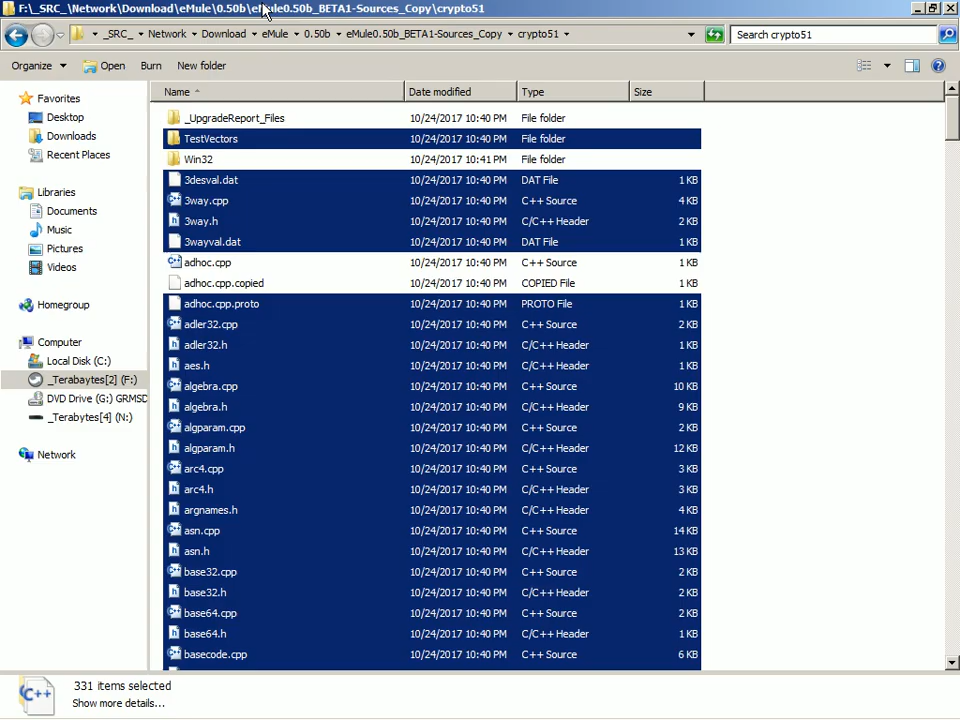 F:\_SRC_\Network\Download\eMule\0.50b\eMule0.50b_BETA1-Sources_Copy\crypto51
_SRC_ Network Download eMule 0.50b eMule0.50b_BETA1-Sources_Copy crypto51
Search crypto51
Organize Open Burn New folder
Favorites
Desktop
Downloads
Recent Places
Libraries
Documents
Music
Pictures
Videos
Homegroup
Computer
Local Disk (C:)
_Terabaytes[2] (F:)
DVD Drive (G:) GRMSD
_Terabytes[4] (N:)
Network
Name Date modified Type Size
_UpgradeReport_Files 10/24/2017 10:40 PM File folder
TestVectors 10/24/2017 10:40 PM File folder
Win32 10/24/2017 10:41 PM File folder
3desval.dat 10/24/2017 10:40 PM DAT File 1 KB
3way.cpp 10/24/2017 10:40 PM C++ Source 4 KB
3way.h 10/24/2017 10:40 PM C/C++ Header 2 KB
3wayval.dat 10/24/2017 10:40 PM DAT File 1 KB
adhoc.cpp 10/24/2017 10:40 PM C++ Source 1 KB
adhoc.cpp.copied 10/24/2017 10:40 PM COPIED File 1 KB
adhoc.cpp.proto 10/24/2017 10:40 PM PROTO File 1 KB
adler32.cpp 10/24/2017 10:40 PM C++ Source 2 KB
adler32.h 10/24/2017 10:40 PM C/C++ Header 1 KB
aes.h 10/24/2017 10:40 PM C/C++ Header 1 KB
algebra.cpp 10/24/2017 10:40 PM C++ Source 10 KB
algebra.h 10/24/2017 10:40 PM C/C++ Header 9 KB
algparam.cpp 10/24/2017 10:40 PM C++ Source 2 KB
algparam.h 10/24/2017 10:40 PM C/C++ Header 12 KB
arc4.cpp 10/24/2017 10:40 PM C++ Source 3 KB
arc4.h 10/24/2017 10:40 PM C/C++ Header 3 KB
argnames.h 10/24/2017 10:40 PM C/C++ Header 4 KB
asn.cpp 10/24/2017 10:40 PM C++ Source 14 KB
asn.h 10/24/2017 10:40 PM C/C++ Header 13 KB
base32.cpp 10/24/2017 10:40 PM C++ Source 2 KB
base32.h 10/24/2017 10:40 PM C/C++ Header 2 KB
base64.cpp 10/24/2017 10:40 PM C++ Source 2 KB
base64.h 10/24/2017 10:40 PM C/C++ Header 1 KB
basecode.cpp 10/24/2017 10:40 PM C++ Source 6 KB
C++
331 items selected
Show more details...